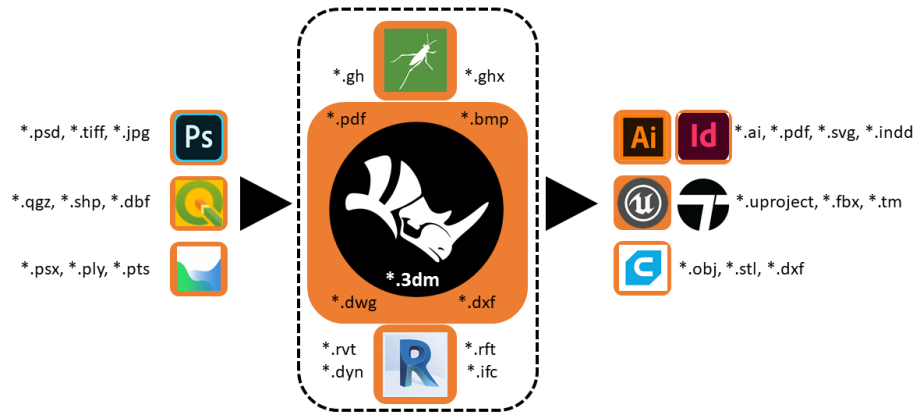 *.gh *.ghx
*.pdf *.bmp
*.psd, *.tiff, *.jpg Ps
Ai Id *.ai, *.pdf, *.svg, *.indd
*.qgz, *.shp, *.dbf
*.uproject, *.fbx, *.tm
*.psx, *.ply, *.pts
*.3dm
C *.obj, *.stl, *.dxf
*.dwg *.dxf
*.rvt *.rft
*.dyn R *.ifc